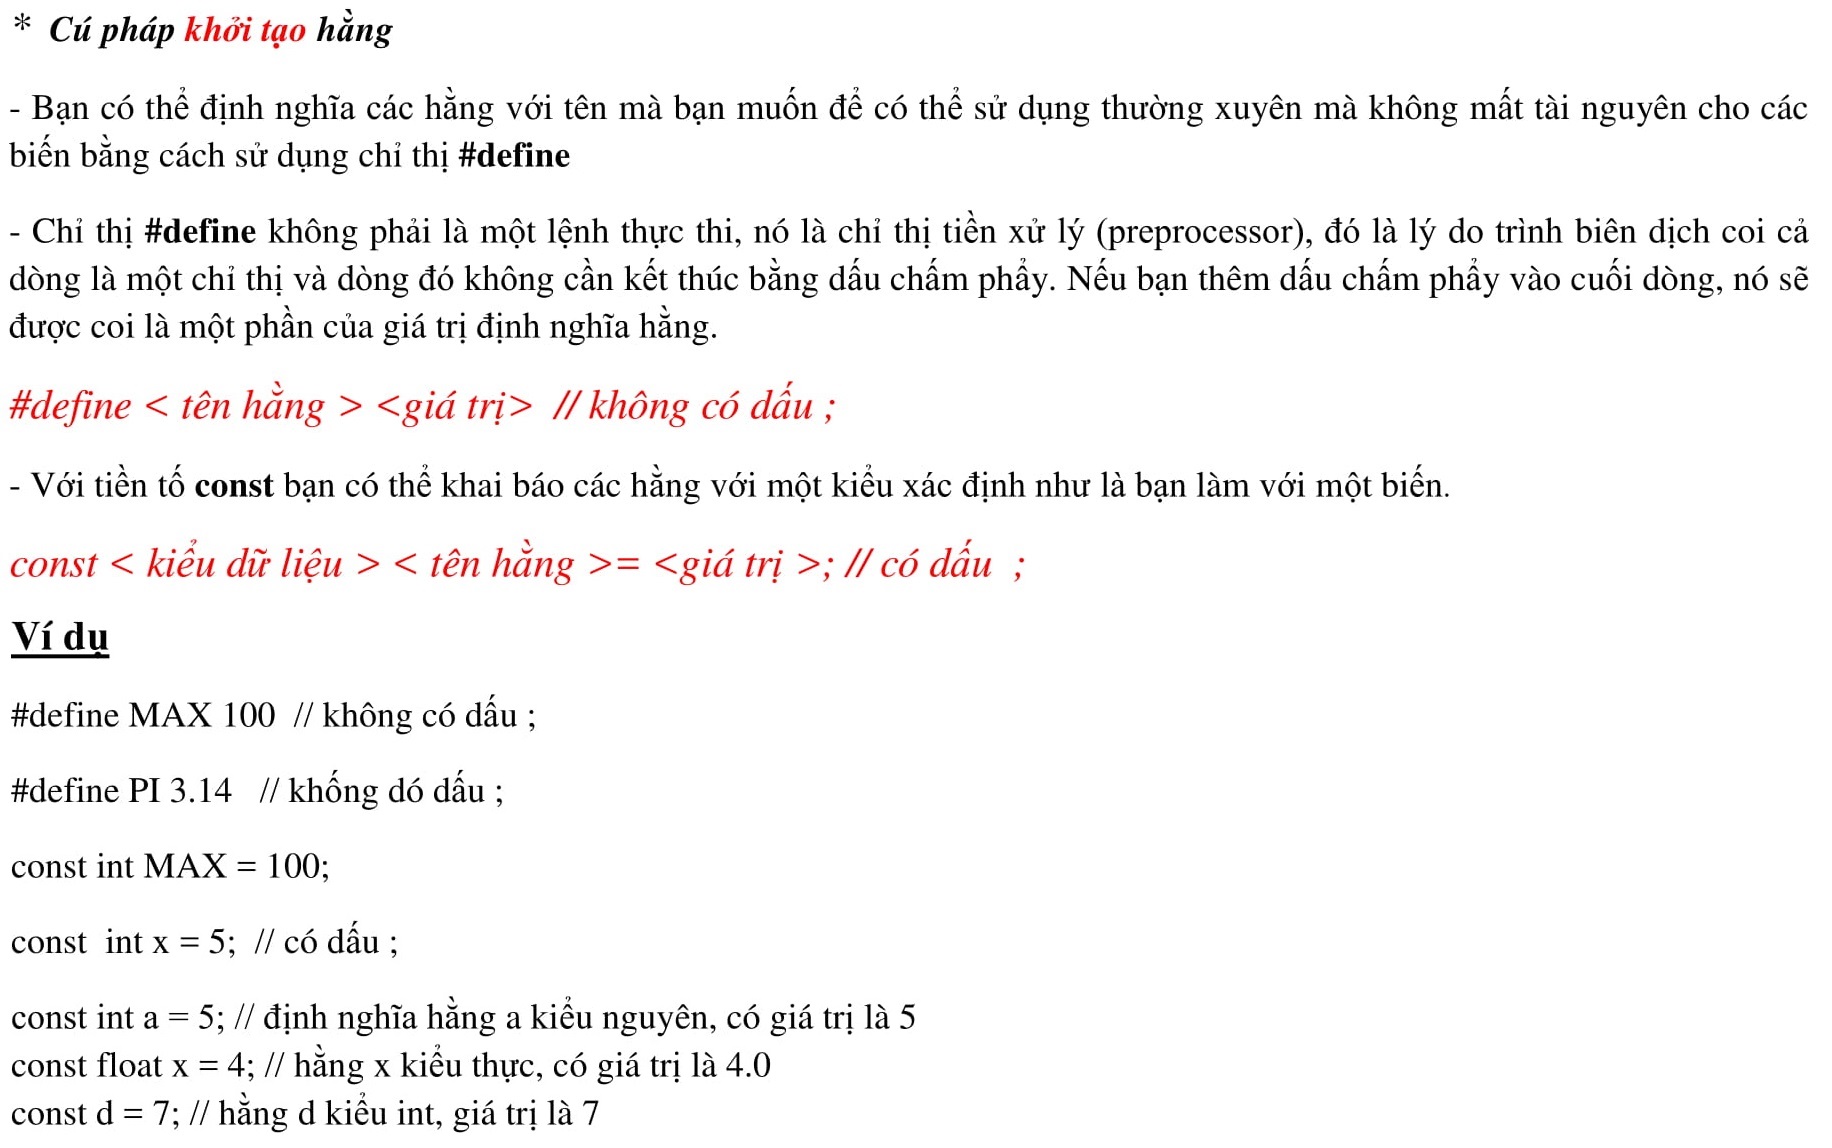 * Cú pháp khởi tạo hằng
- Bạn có thể định nghĩa các hằng với tên mà bạn muốn để có thể sử dụng thường xuyên mà không mất tài nguyên cho các
biến bằng cách sử dụng chỉ thị #define
- Chỉ thị #define không phải là một lệnh thực thi, nó là chỉ thị tiền xử lý (preprocessor), đó là lý do trình biên dịch coi cả
dòng là một chỉ thị và dòng đó không cần kết thúc bằng dấu chấm phẩy. Nếu bạn thêm dấu chấm phẩy vào cuối dòng, nó sẽ
được coi là một phần của giá trị định nghĩa hằng.
#define < tên hằng > <giá trị> // không có dấu ;
- Với tiền tố const bạn có thể khai báo các hằng với một kiểu xác định như là bạn làm với một biến.
const < kiểu dữ liệu > < tên hằng >= <giá trị >; // có dấu ;
Ví dụ
#define MAX 100 // không có dấu ;
#define PI 3.14 // khống dó dấu ;
const int MAX = 100;
const int x = 5; // có dấu ;
const int a = 5; // định nghĩa hằng a kiểu nguyên, có giá trị là 5
const float x = 4; // hằng x kiểu thực, có giá trị là 4.0
const d = 7; // hằng d kiểu int, giá trị là 7